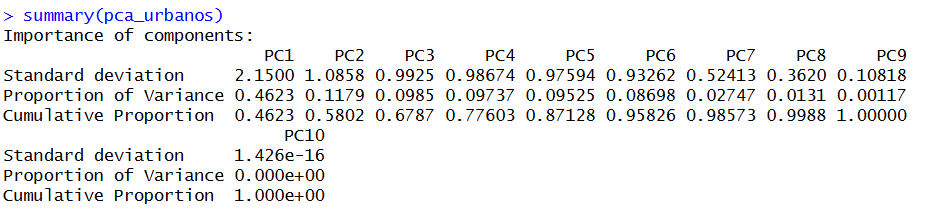 > summary(pca_urbanos)
Importance of components:
                          PC1    PC2    PC3     PC4     PC5     PC6     PC7    PC8     PC9
Standard deviation     2.1500 1.0858 0.9925 0.98674 0.97594 0.93262 0.52413 0.3620 0.10818
Proportion of Variance 0.4623 0.1179 0.0985 0.09737 0.09525 0.08698 0.02747 0.0131 0.00117
Cumulative Proportion  0.4623 0.5802 0.6787 0.77603 0.87128 0.95826 0.98573 0.9988 1.00000
                            PC10
Standard deviation     1.426e-16
Proportion of Variance 0.000e+00
Cumulative Proportion  1.000e+00